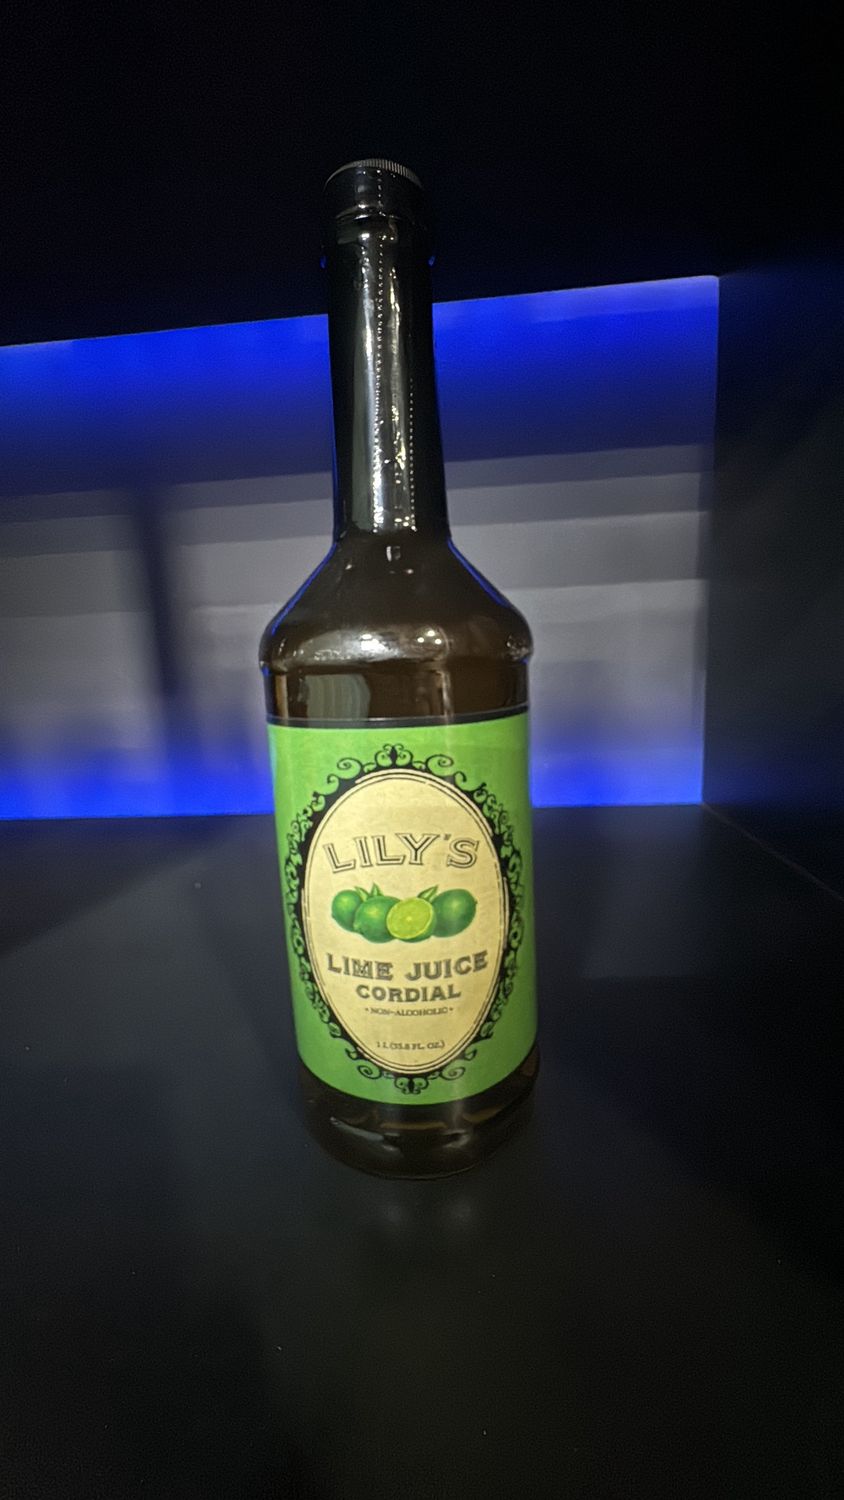 LILY'S
LIME JUICE
CORDIAL
• NON-ALCOHOLIC •
1 L (33.8 FL. OZ.)